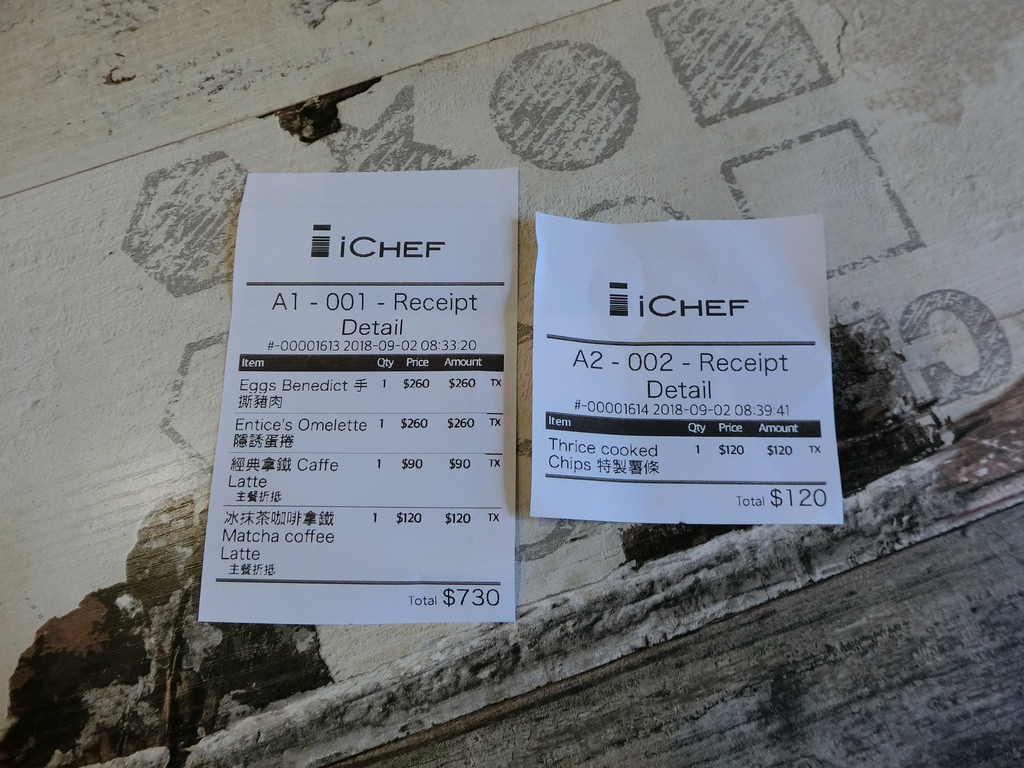 iCHEF
A1 - 001 - Receipt
Detail
#-00001613 2018-09-02 08:33:20
Item Qty Price Amount
Eggs Benedict 手 1 $260 $260 TX
撕豬肉
Entice's Omelette 1 $260 $260 TX
隱誘蛋捲
經典拿鐵 Caffe 1 $90 $90 TX
Latte
主餐折抵
冰抹茶咖啡拿鐵 1 $120 $120 TX
Matcha coffee
Latte
主餐折抵
Total $730
iCHEF
A2 - 002 - Receipt
Detail
#-00001614 2018-09-02 08:39:41
Item Qty Price Amount
Thrice cooked 1 $120 $120 TX
Chips 特製薯條
Total $120